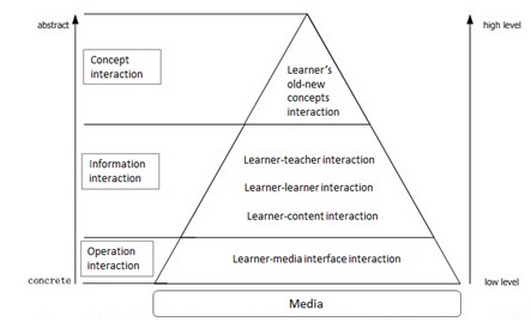 abstract
high level
Concept
interaction
Learner's
old-new
concepts
interaction
Information
interaction
Learner-teacher interaction
Learner-learner interaction
Learner-content interaction
Operation
interaction
Learner-media interface interaction
concrete
low level
Media